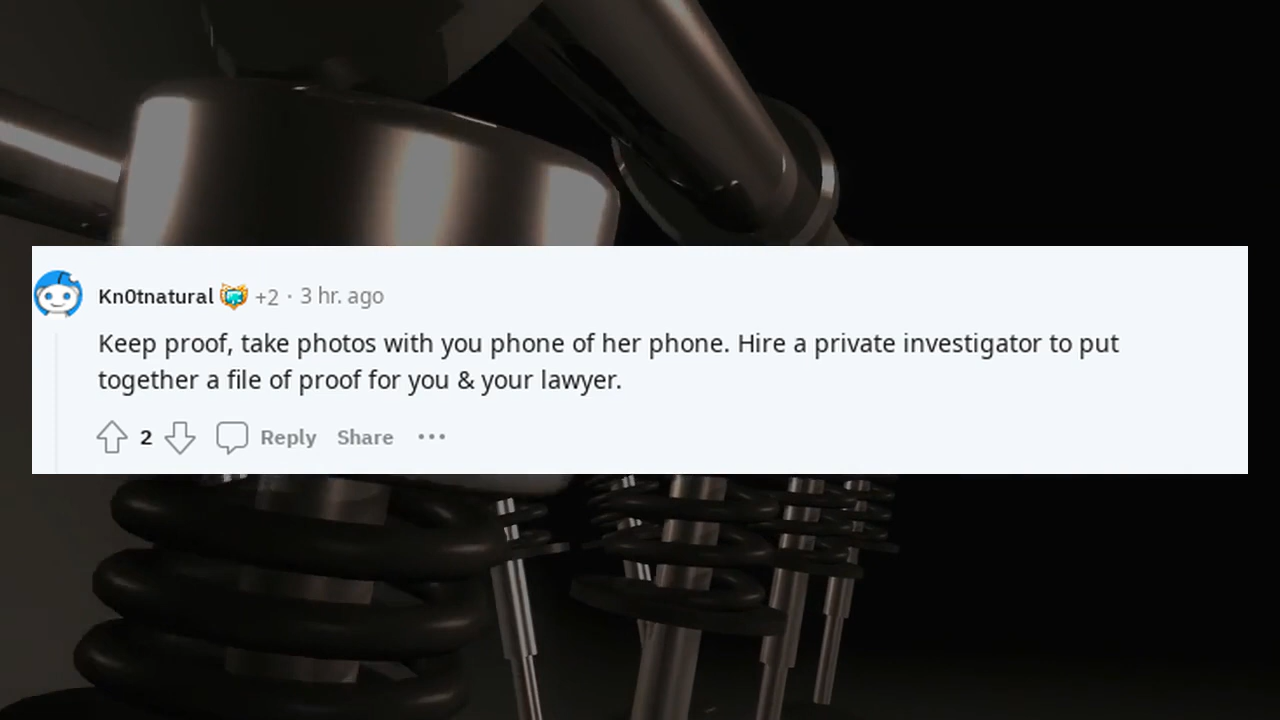 Kn0tnatural +2 · 3 hr. ago
Keep proof, take photos with you phone of her phone. Hire a private investigator to put
together a file of proof for you & your lawyer.
2 Reply Share ···